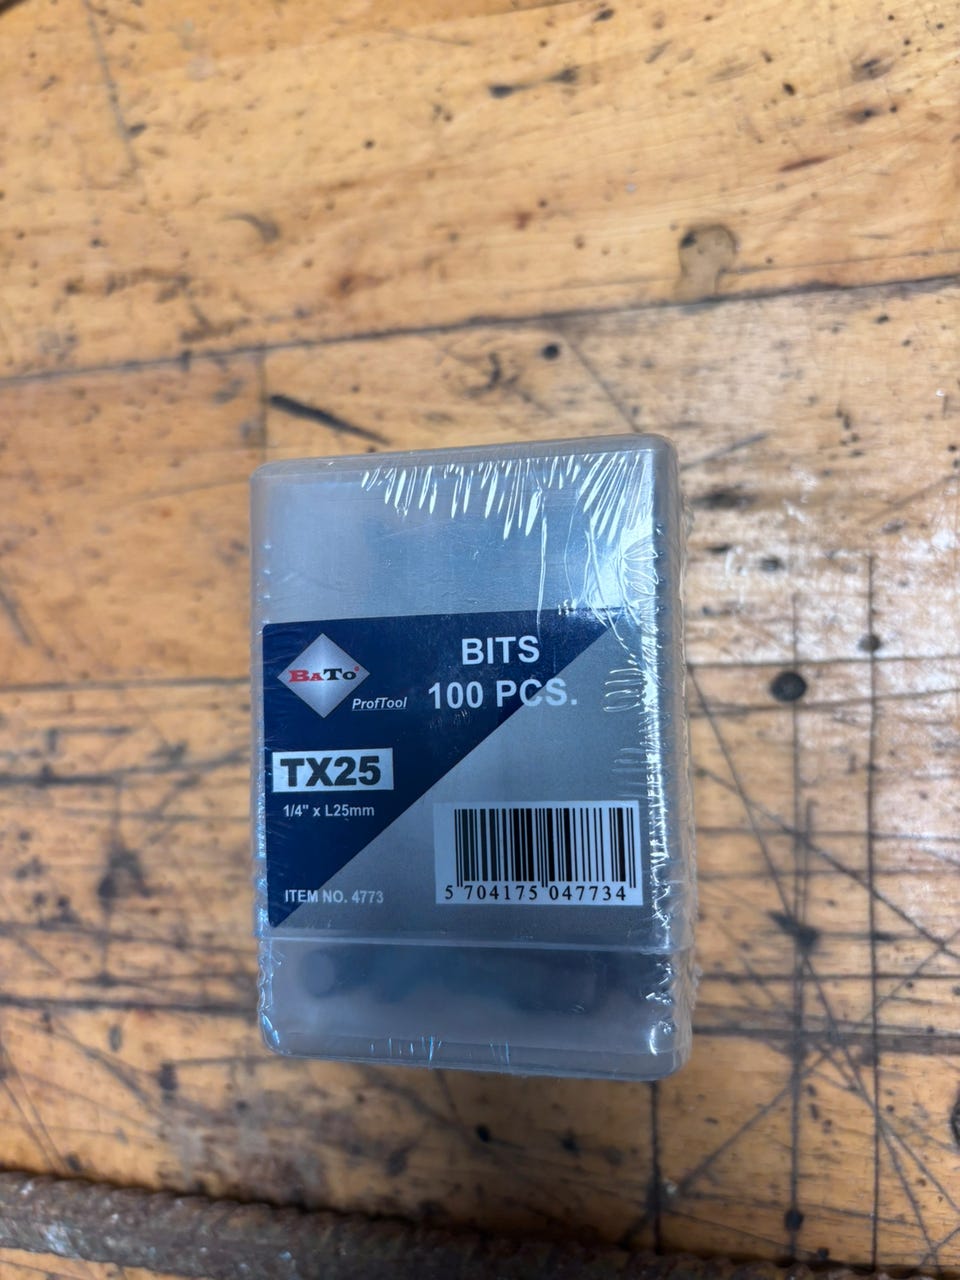 BITS
BATO®
100 PCS.
ProfTool
TX25
1/4" x L25mm
ITEM NO. 4773
5 704175 047734